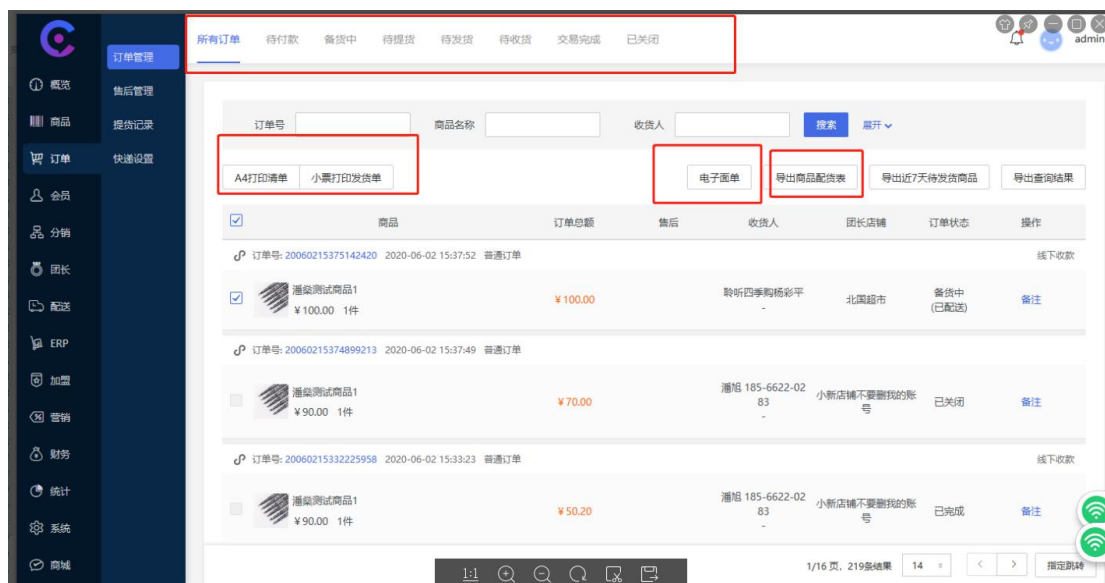 所有订单 待付款 备货中 待提货 待发货 待收货 交易完成 已关闭
admin
订单管理
售后管理
提货记录
快递设置
概览
商品
订单
会员
分销
团长
配送
ERP
加盟
营销
财务
统计
系统
商城
订单号 商品名称 收货人 搜索 展开
A4打印清单 小票打印发货单 电子面单 导出商品配货表 导出近7天待发货商品 导出查询结果
商品 订单总额 售后 收货人 团长店铺 订单状态 操作
订单号: 20060215375142420 2020-06-02 15:37:52 普通订单 线下收款
潘燊测试商品1
¥100.00 1件
¥100.00
聆听四季购杨彩平
-
北国超市
备货中
(已配送)
备注
订单号: 20060215374899213 2020-06-02 15:37:49 普通订单
潘燊测试商品1
¥90.00 1件
¥70.00
潘旭 185-6622-02
83
-
小新店铺不要删我的账
号
已关闭
备注
订单号: 20060215332225958 2020-06-02 15:33:23 普通订单 线下收款
潘燊测试商品1
¥90.00 1件
¥50.20
潘旭 185-6622-02
83
-
小新店铺不要删我的账
号
已完成
备注
1:1
1/16 页，219条结果 14 指定跳转